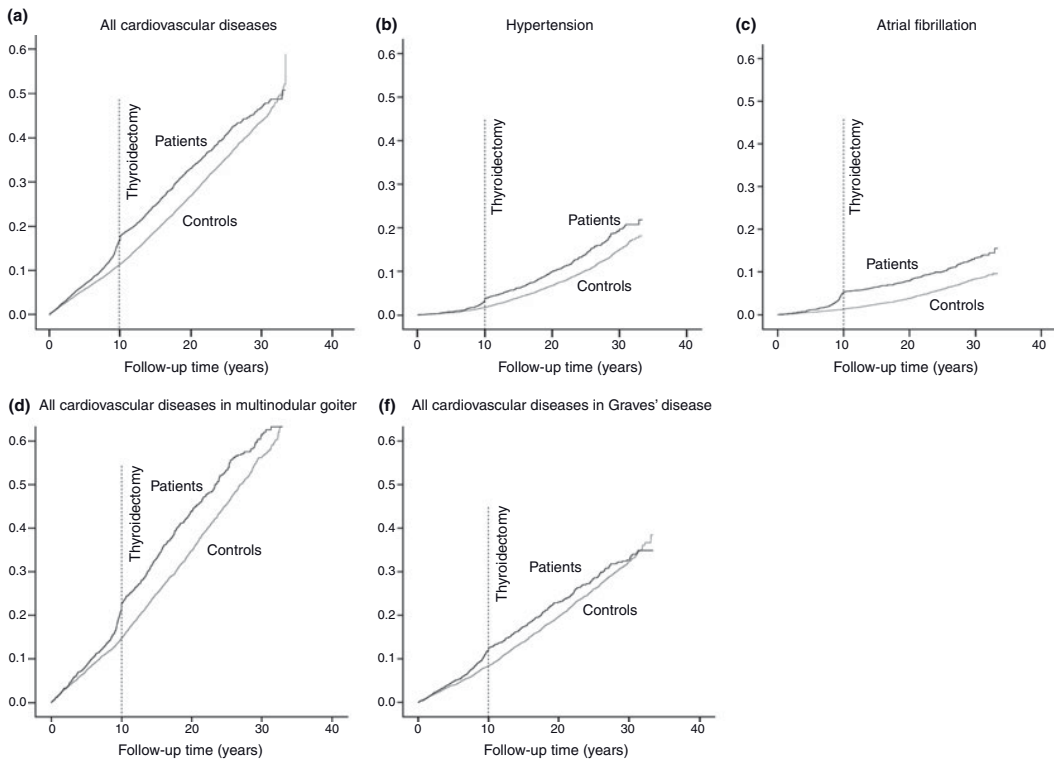 (a)
All cardiovascular diseases
0.6
0.5
0.4
0.3
0.2
0.1
0.0
Thyroidectomy
Patients
Controls
0 10 20 30 40
Follow-up time (years)
(b)
Hypertension
0.6
0.5
0.4
0.3
0.2
0.1
0.0
Thyroidectomy
Patients
Controls
0 10 20 30 40
Follow-up time (years)
(c)
Atrial fibrillation
0.6
0.5
0.4
0.3
0.2
0.1
0.0
Thyroidectomy
Patients
Controls
0 10 20 30 40
Follow-up time (years)
(d) All cardiovascular diseases in multinodular goiter
0.6
0.5
0.4
0.3
0.2
0.1
0.0
Thyroidectomy
Patients
Controls
0 10 20 30 40
Follow-up time (years)
(f) All cardiovascular diseases in Graves’ disease
0.6
0.5
0.4
0.3
0.2
0.1
0.0
Thyroidectomy
Patients
Controls
0 10 20 30 40
Follow-up time (years)